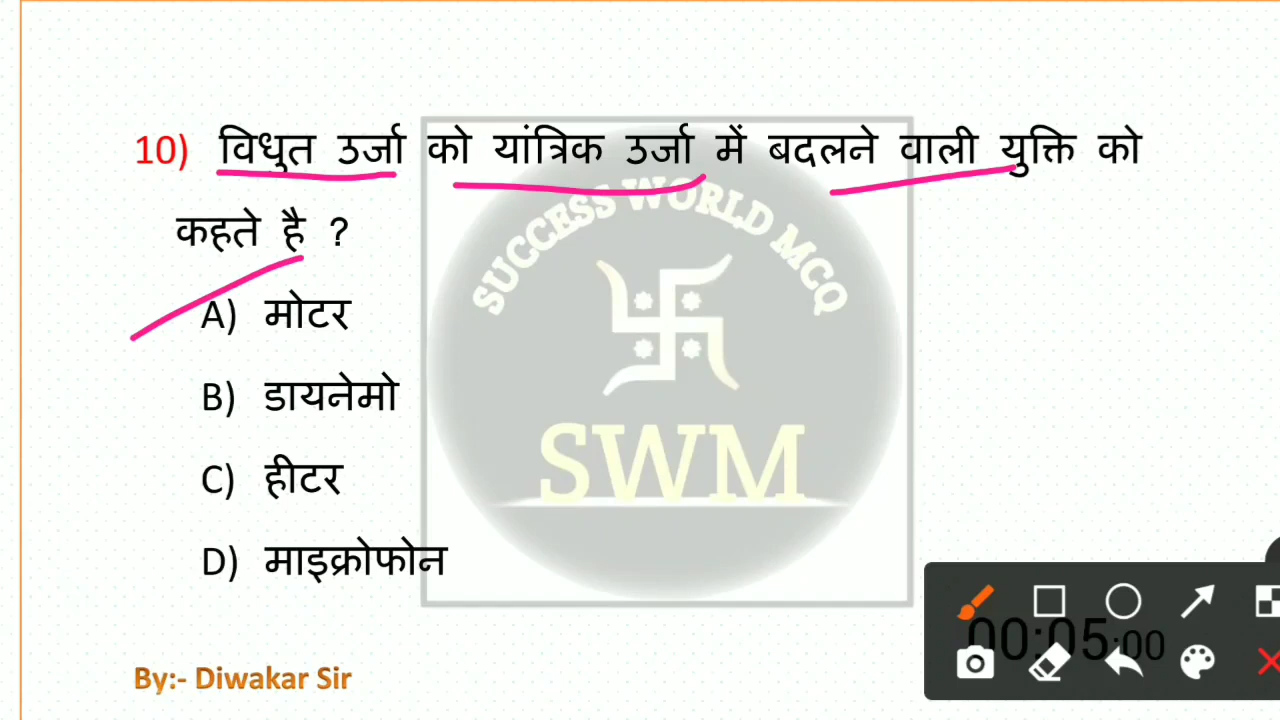 10) विधुत उर्जा को यांत्रिक उर्जा में बदलने वाली युक्ति को
कहते है ?
A) मोटर
B) डायनेमो
C) हीटर
D) माइक्रोफोन
SUCCESS WORLD MCQ
SWM
By:- Diwakar Sir
00:05:00